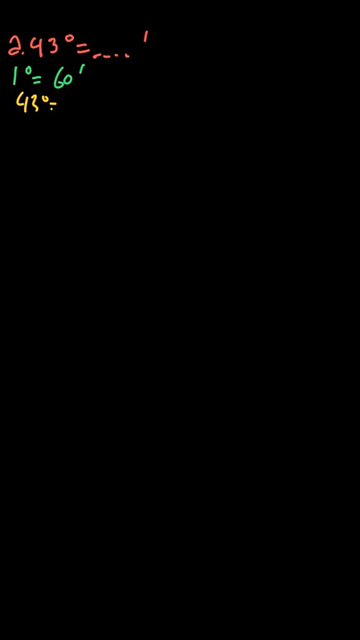 2. 43° = ..... '
1° = 60'
43° =